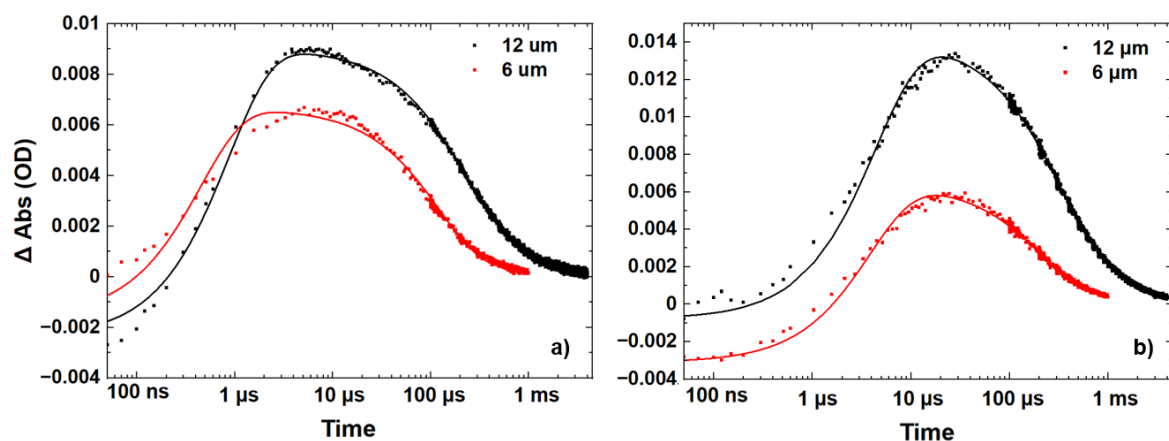 Δ Abs (OD)
0.01
0.008
0.006
0.004
0.002
0
−0.002
−0.004
12 um
6 um
a)
100 ns
1 µs
10 µs
100 µs
1 ms
Time
0.014
0.012
0.010
0.008
0.006
0.004
0.002
0
−0.002
−0.004
12 µm
6 µm
b)
100 ns
1 µs
10 µs
100 µs
1 ms
Time